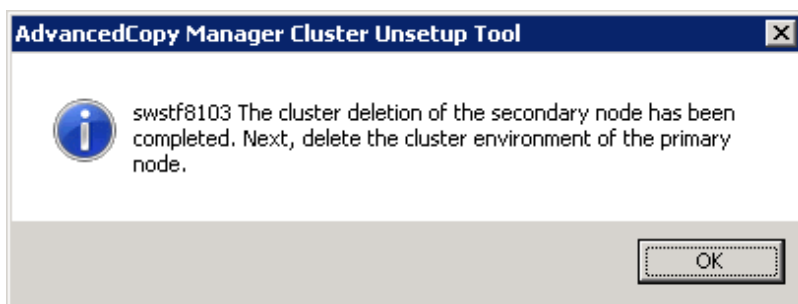 AdvancedCopy Manager Cluster Unsetup Tool
swstf8103 The cluster deletion of the secondary node has been
completed. Next, delete the cluster environment of the primary
node.
OK